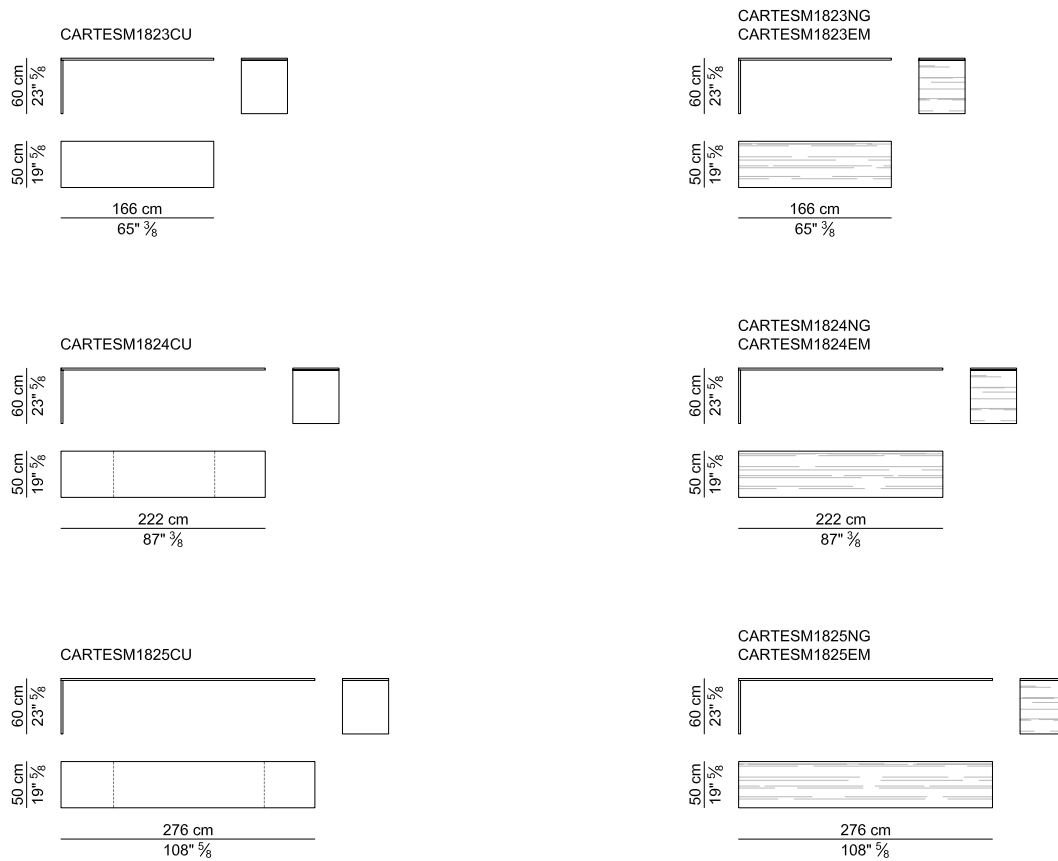 CARTESM1823CU
60 cm
23" 5/8
50 cm
19" 5/8
166 cm
65" 3/8
CARTESM1823NG
CARTESM1823EM
60 cm
23" 5/8
50 cm
19" 5/8
166 cm
65" 3/8
CARTESM1824CU
60 cm
23" 5/8
50 cm
19" 5/8
222 cm
87" 3/8
CARTESM1824NG
CARTESM1824EM
60 cm
23" 5/8
50 cm
19" 5/8
222 cm
87" 3/8
CARTESM1825CU
60 cm
23" 5/8
50 cm
19" 5/8
276 cm
108" 5/8
CARTESM1825NG
CARTESM1825EM
60 cm
23" 5/8
50 cm
19" 5/8
276 cm
108" 5/8